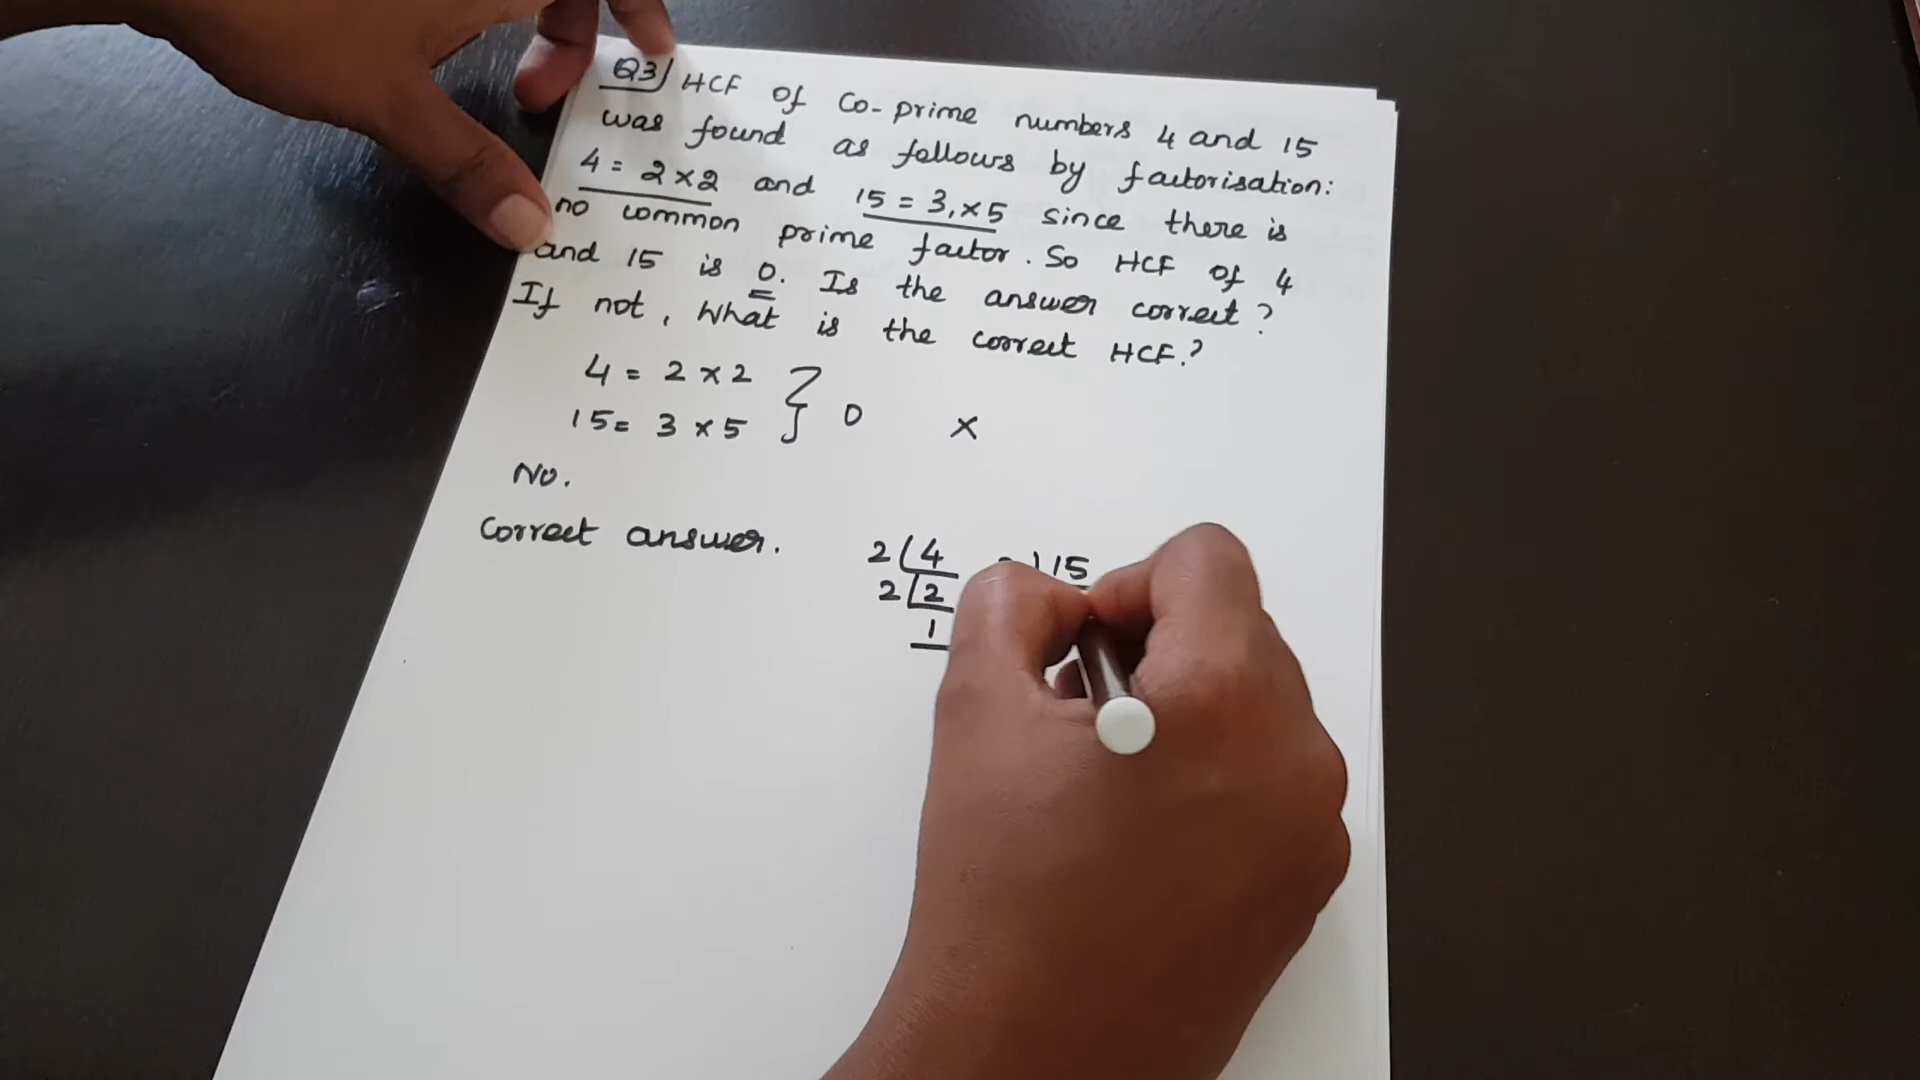 Q3) HCF of Co-prime numbers 4 and 15
was found as follows by factorisation:
4 = 2 × 2 and 15 = 3, × 5 since there is
no common prime factor. So HCF of 4
and 15 is 0. Is the answer correct?
If not, What is the correct HCF?
4 = 2 × 2
15 = 3 × 5 } 0 ×
No.
Correct answer.
2 4 15
2 2
1